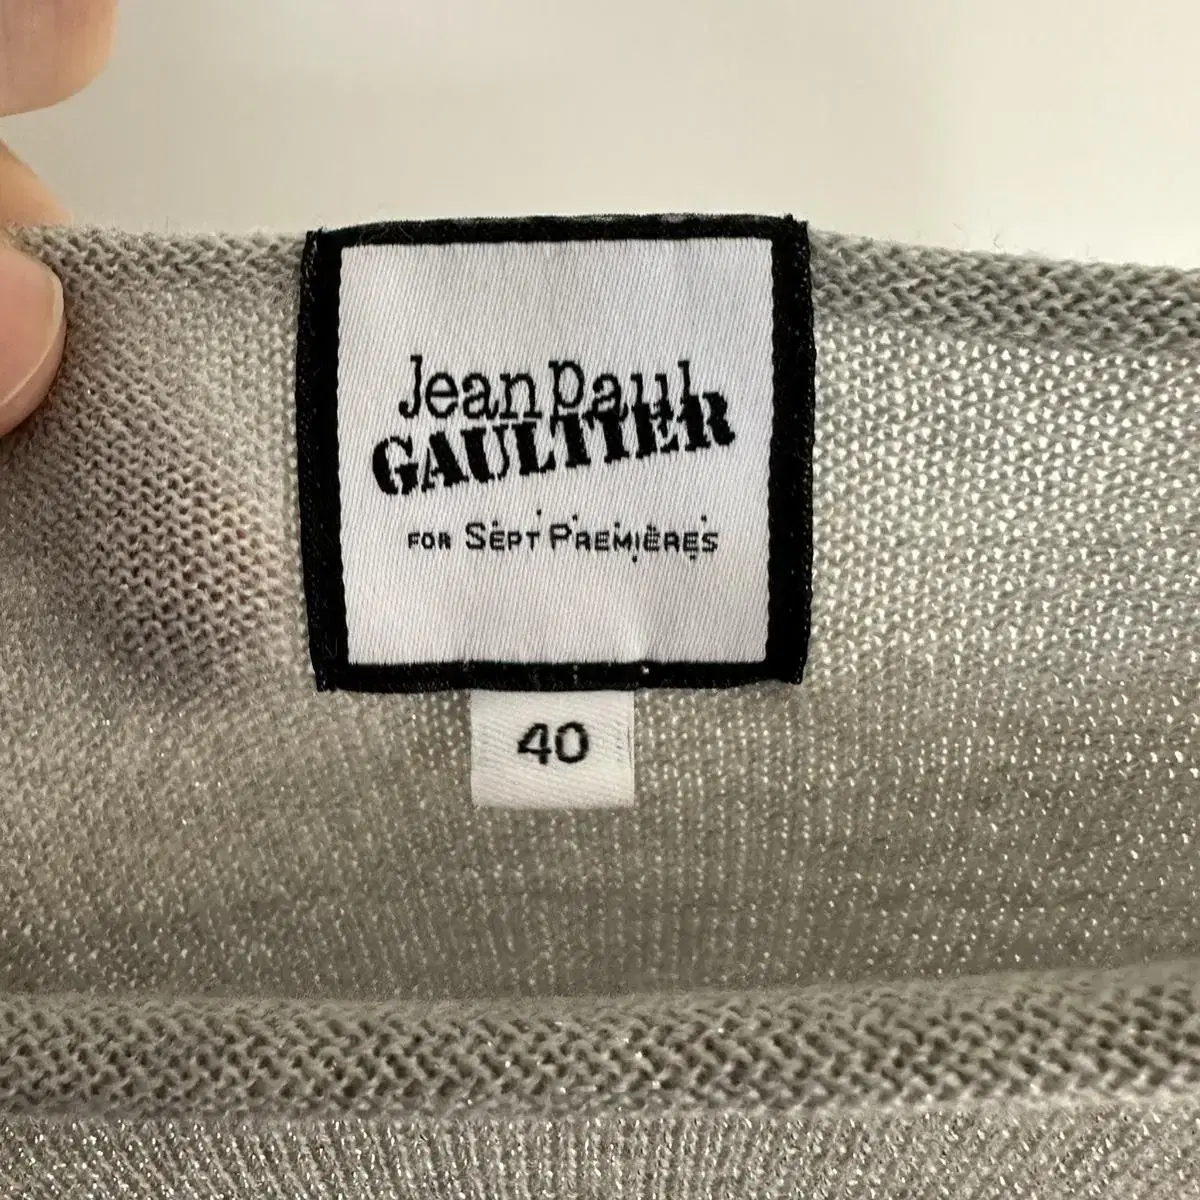 Jean Paul
GAULTIER
FOR SEPT PREMIÈRES
40